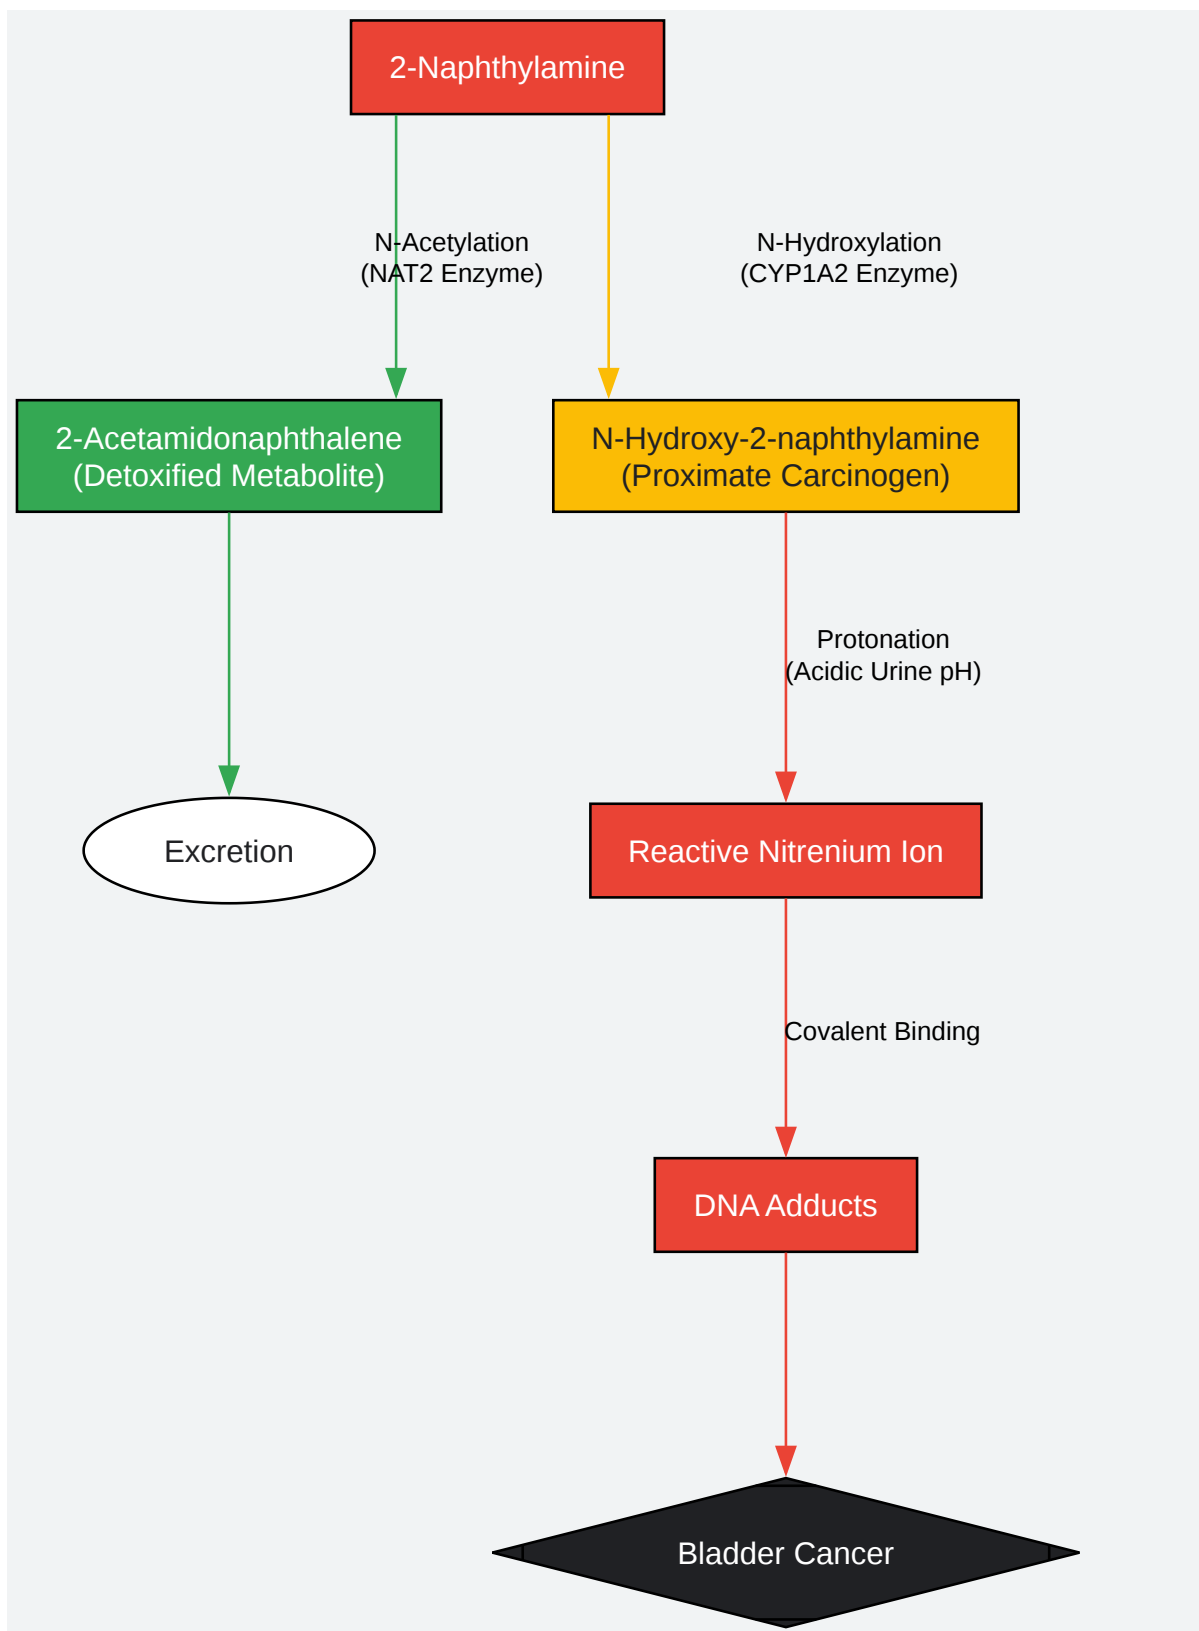 2-Naphthylamine
N-Acetylation
(NAT2 Enzyme)
N-Hydroxylation
(CYP1A2 Enzyme)
2-Acetamidonaphthalene
(Detoxified Metabolite)
N-Hydroxy-2-naphthylamine
(Proximate Carcinogen)
Protonation
(Acidic Urine pH)
Excretion
Reactive Nitrenium Ion
Covalent Binding
DNA Adducts
Bladder Cancer